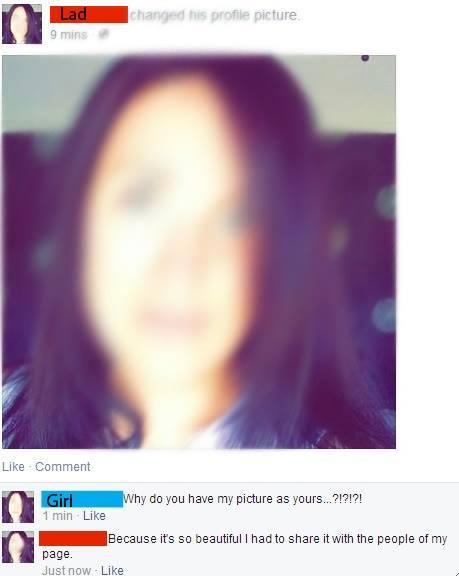 Lad changed his profile picture.
9 mins ·
Like · Comment
Girl Why do you have my picture as yours...?!?!?!
1 min · Like
Because it's so beautiful I had to share it with the people of my
page.
Just now · Like